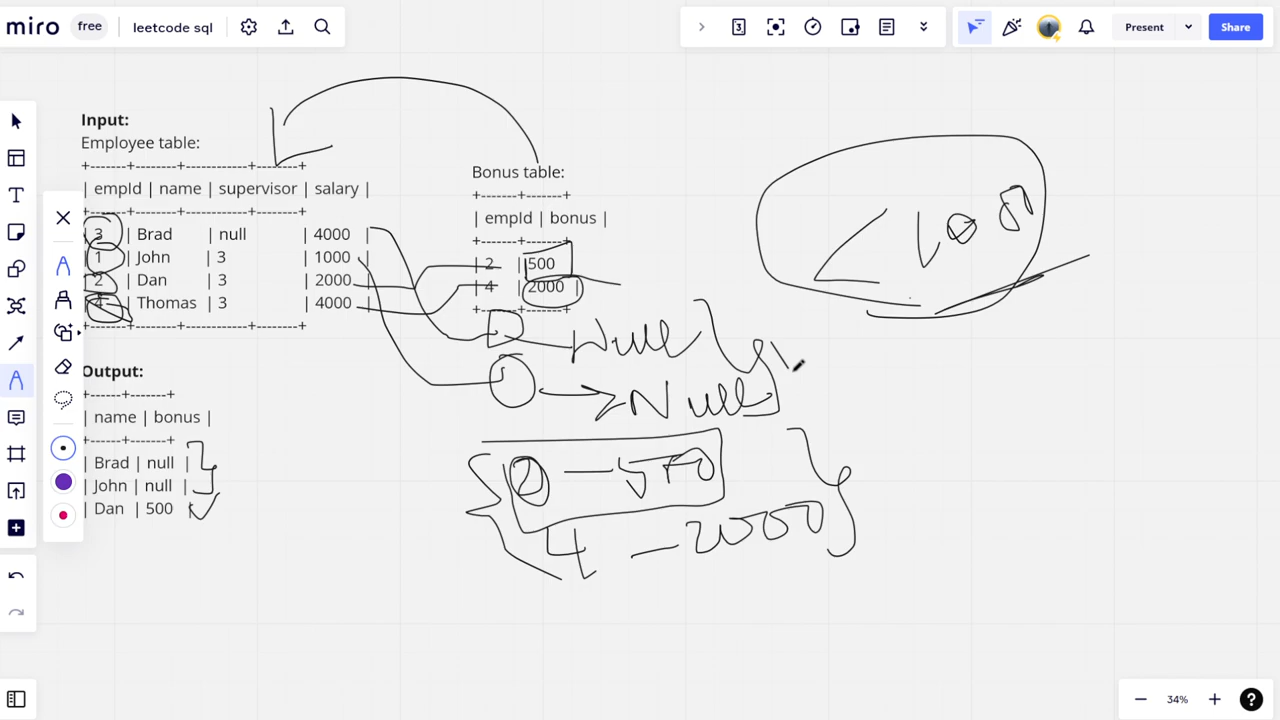 miro free leetcode sql
Present Share
Input:
Employee table:
+------+--------+-----------+--------+
| empId | name | supervisor | salary |
+------+--------+-----------+--------+
| 3 | Brad | null | 4000 |
| 1 | John | 3 | 1000 |
| 2 | Dan | 3 | 2000 |
| 4 | Thomas | 3 | 4000 |
+------+--------+-----------+--------+
Bonus table:
+-------+-------+
| empId | bonus |
+-------+-------+
| 2 | 500
| 4 | 2000 |
+-------+-------+
Null
Null
2 — 500
4 — 2000
< 1000
Output:
+------+-------+
| name | bonus |
+------+-------+
| Brad | null |
| John | null |
| Dan | 500
34%